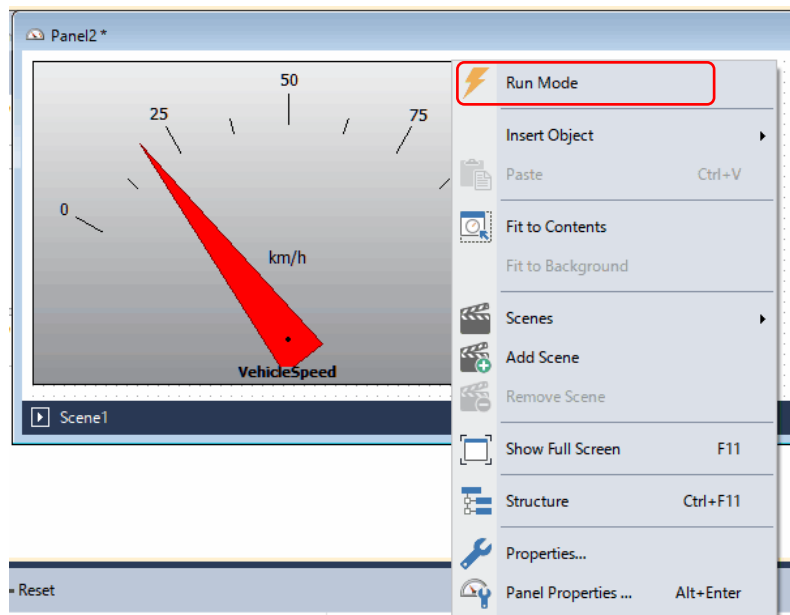 Panel2 *
50
25
75
0
km/h
VehicleSpeed
Scene1
Run Mode
Insert Object
Paste Ctrl+V
Fit to Contents
Fit to Background
Scenes
Add Scene
Remove Scene
Show Full Screen F11
Structure Ctrl+F11
Properties...
Panel Properties ... Alt+Enter
Reset